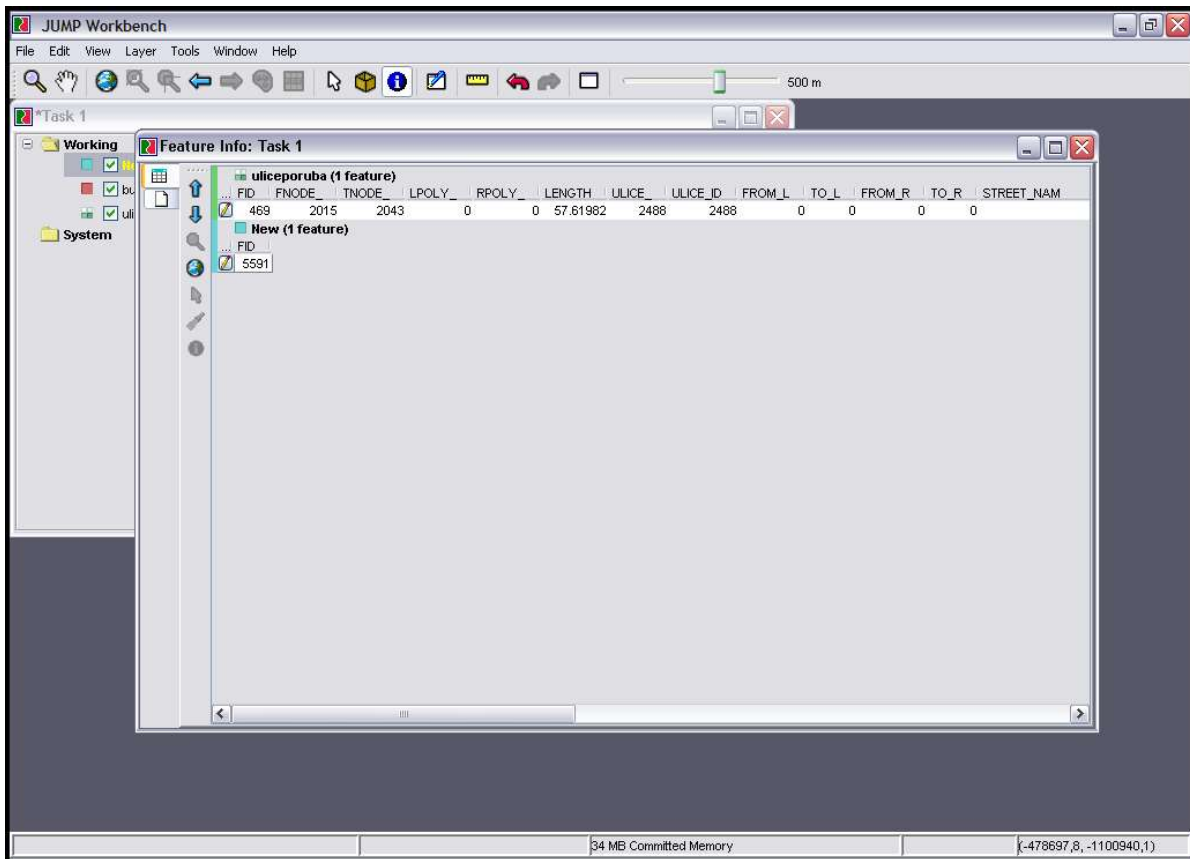 JUMP Workbench
File Edit View Layer Tools Window Help
500 m
*Task 1
Working
System
Feature Info: Task 1
uliceporuba (1 feature)
... FID FNODE_ TNODE_ LPOLY_ RPOLY_ LENGTH ULICE_ ULICE_ID FROM_L TO_L FROM_R TO_R STREET_NAM
469 2015 2043 0 0 57.61982 2488 2488 0 0 0 0
New (1 feature)
... FID
5591
34 MB Committed Memory
(-478697,8, -1100940,1)